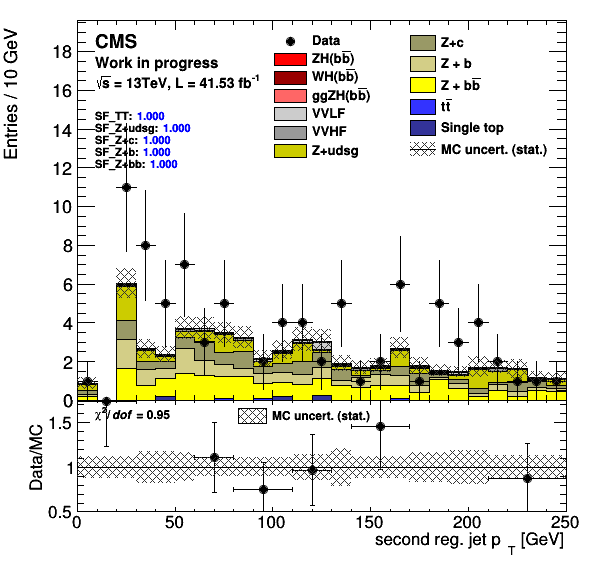 CMS
Work in progress
√s = 13TeV, L = 41.53 fb⁻¹
SF_TT: 1.000
SF_Z+udsg: 1.000
SF_Z+c: 1.000
SF_Z+b: 1.000
SF_Z+bb: 1.000
Data
ZH(bb̅)
WH(bb̅)
ggZH(bb̅)
VVLF
VVHF
Z+udsg
Z+c
Z + b
Z + bb̅
tt̅
Single top
MC uncert. (stat.)
Entries / 10 GeV
18
16
14
12
10
8
6
4
2
0
χ²/dof = 0.95
MC uncert. (stat.)
Data/MC
1.5
1
0.5
0 50 100 150 200 250
second reg. jet p_T [GeV]